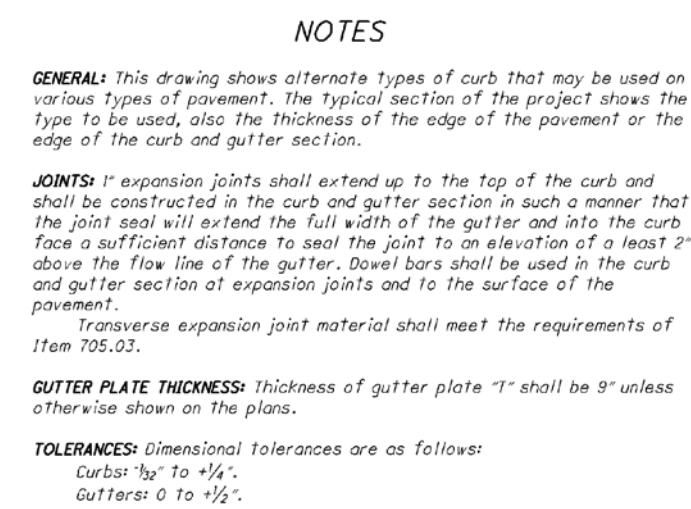 NOTES
GENERAL: This drawing shows alternate types of curb that may be used on
various types of pavement. The typical section of the project shows the
type to be used, also the thickness of the edge of the pavement or the
edge of the curb and gutter section.
JOINTS: 1" expansion joints shall extend up to the top of the curb and
shall be constructed in the curb and gutter section in such a manner that
the joint seal will extend the full width of the gutter and into the curb
face a sufficient distance to seal the joint to an elevation of a least 2"
above the flow line of the gutter. Dowel bars shall be used in the curb
and gutter section at expansion joints and to the surface of the
pavement.
Transverse expansion joint material shall meet the requirements of
Item 705.03.
GUTTER PLATE THICKNESS: Thickness of gutter plate "T" shall be 9" unless
otherwise shown on the plans.
TOLERANCES: Dimensional tolerances are as follows:
Curbs: -1/32" to +1/4".
Gutters: 0 to +1/2".